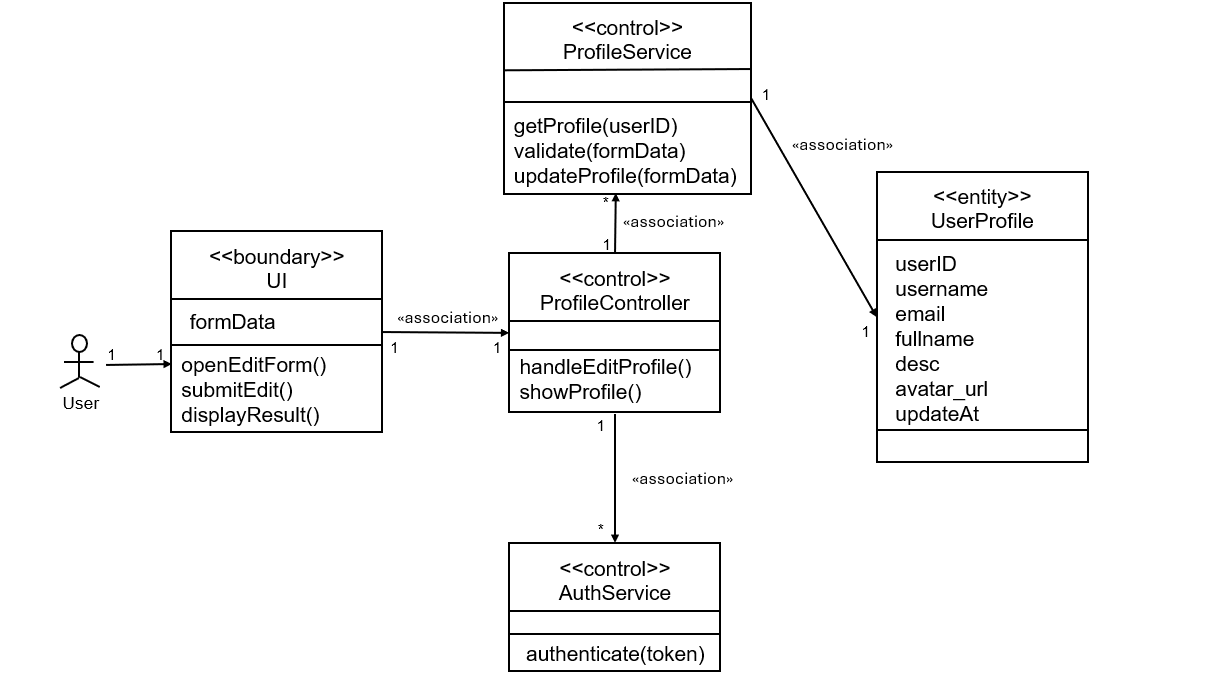 <<control>>
ProfileService
getProfile(userID)
validate(formData)
updateProfile(formData)
1
«association»
*
«association»
1
<<entity>>
UserProfile
userID
username
email
fullname
desc
avatar_url
updateAt
1
<<boundary>>
UI
formData
openEditForm()
submitEdit()
displayResult()
User
1
1
«association»
1
1
<<control>>
ProfileController
handleEditProfile()
showProfile()
1
«association»
*
<<control>>
AuthService
authenticate(token)